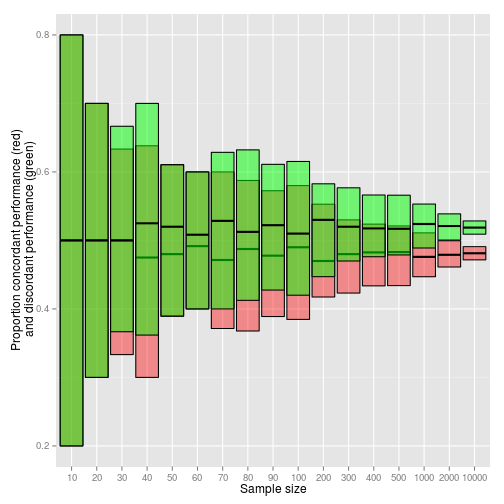 Proportion concordant performance (red)
and discordant performance (green)
0.8
0.6
0.4
0.2
10 20 30 40 50 60 70 80 90 100 200 300 400 500 1000 2000 10000
Sample size